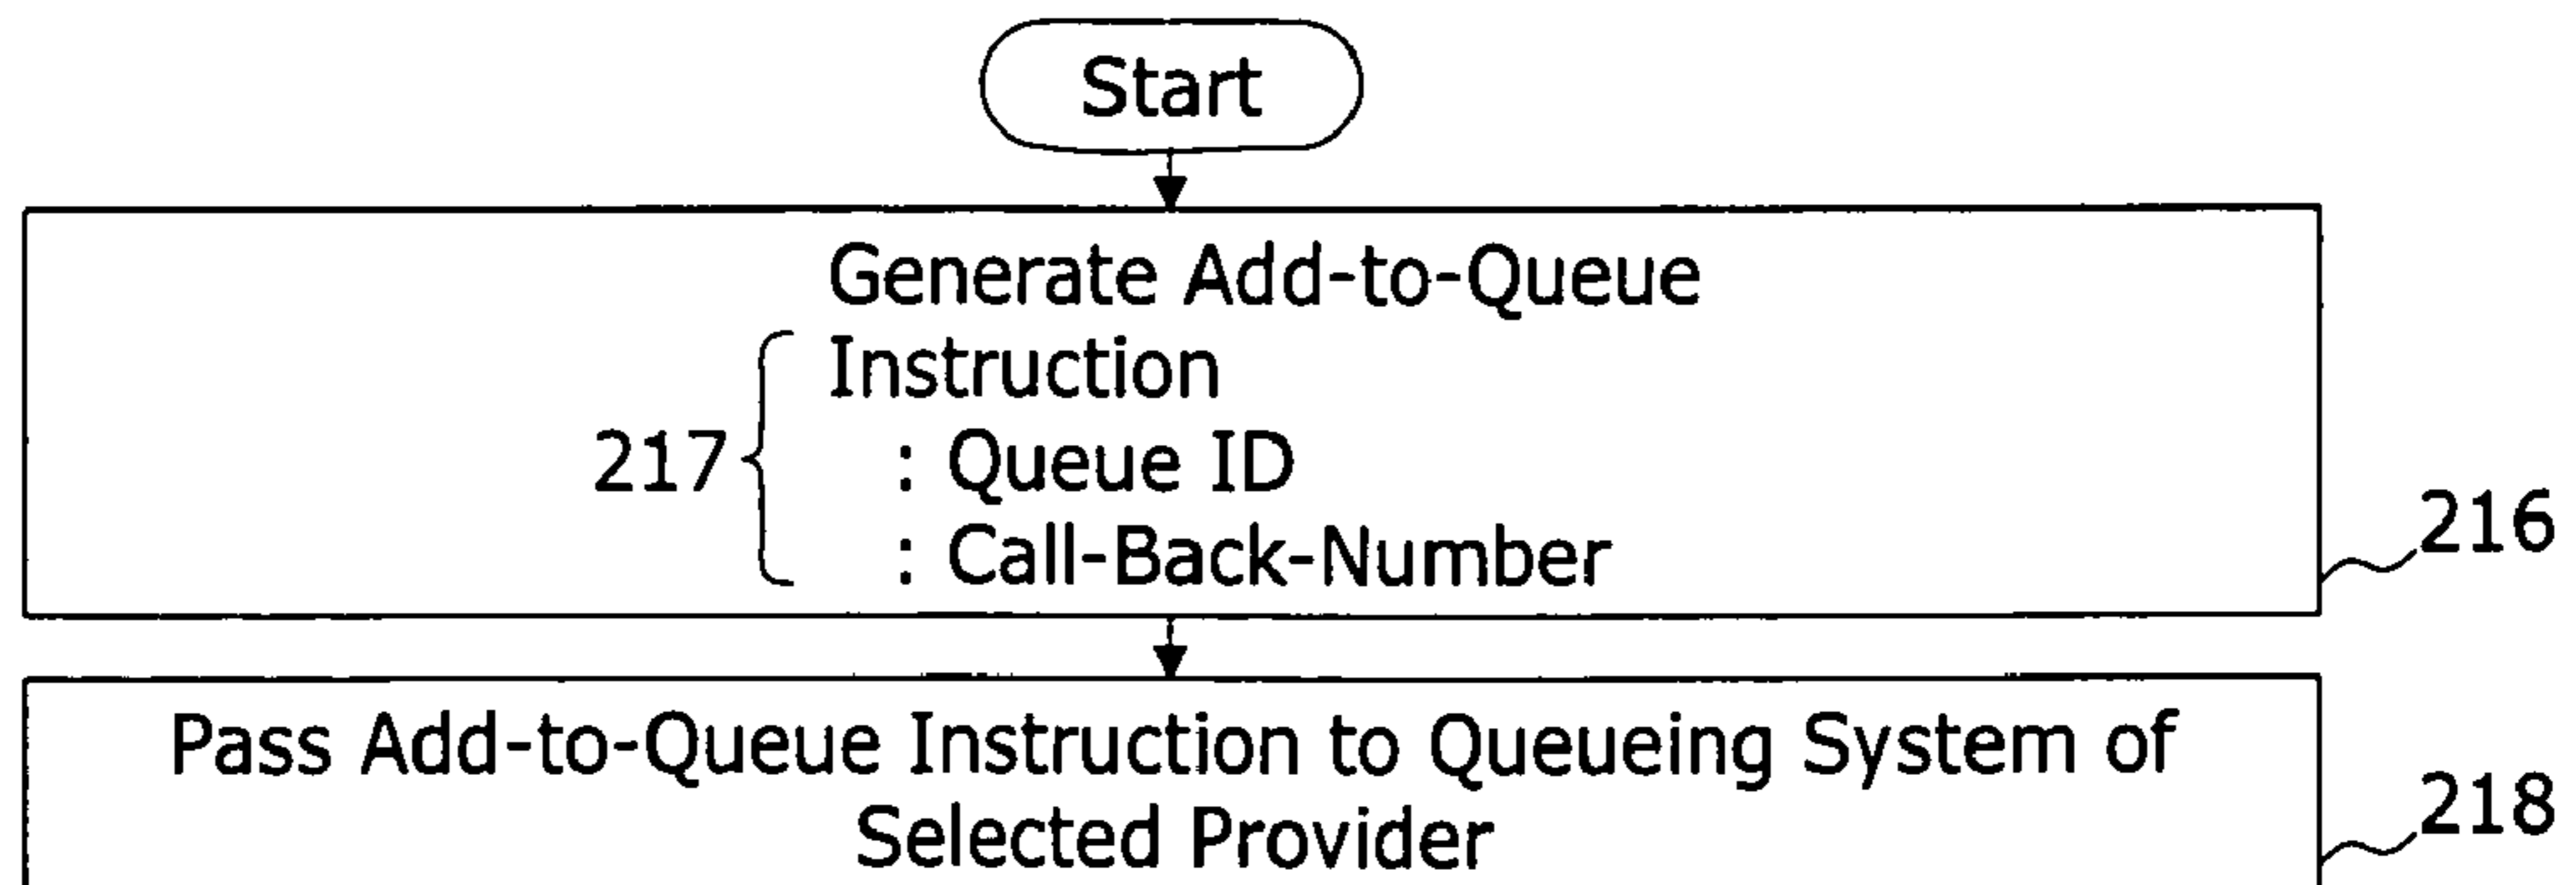 Start
Generate Add-to-Queue
Instruction
217
: Queue ID
: Call-Back-Number
216
Pass Add-to-Queue Instruction to Queueing System of
Selected Provider
218